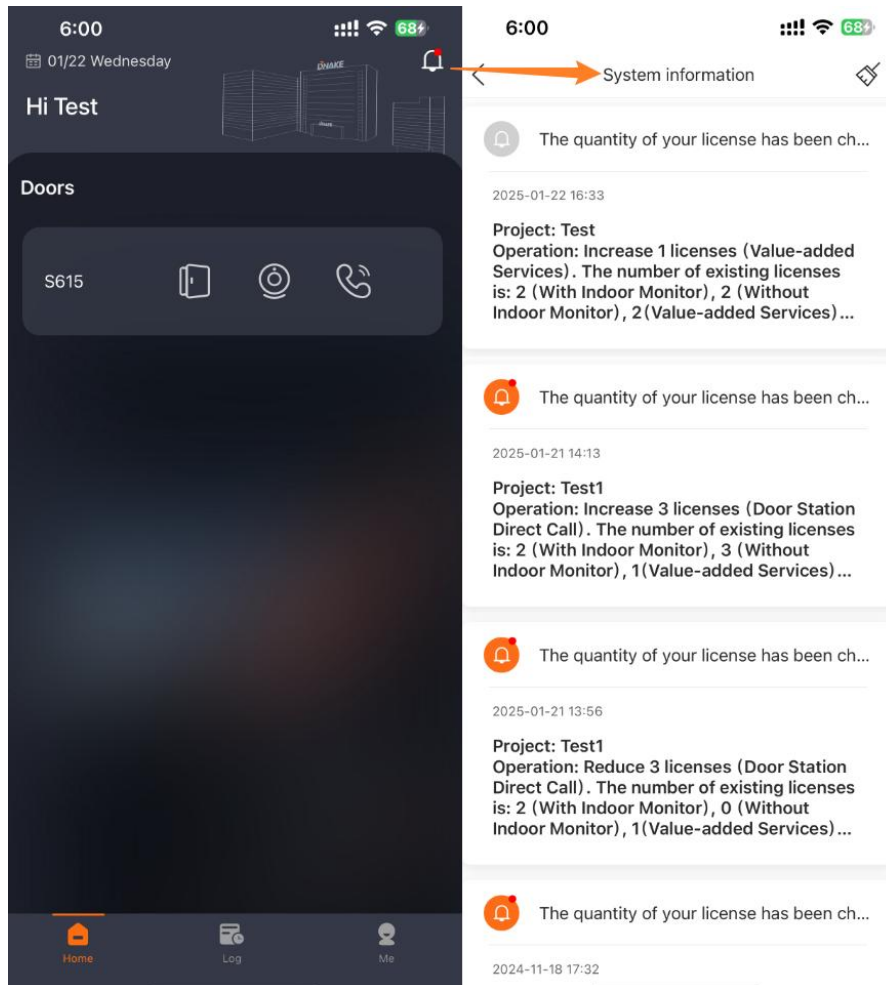 6:00
68
01/22 Wednesday
DNAKE
Hi Test
Doors
S615
Home
Log
Me
6:00
68
System information
The quantity of your license has been ch...
2025-01-22 16:33
Project: Test
Operation: Increase 1 licenses (Value-added
Services). The number of existing licenses
is: 2 (With Indoor Monitor), 2 (Without
Indoor Monitor), 2(Value-added Services)...
The quantity of your license has been ch...
2025-01-21 14:13
Project: Test1
Operation: Increase 3 licenses (Door Station
Direct Call). The number of existing licenses
is: 2 (With Indoor Monitor), 3 (Without
Indoor Monitor), 1(Value-added Services)...
The quantity of your license has been ch...
2025-01-21 13:56
Project: Test1
Operation: Reduce 3 licenses (Door Station
Direct Call). The number of existing licenses
is: 2 (With Indoor Monitor), 0 (Without
Indoor Monitor), 1(Value-added Services)...
The quantity of your license has been ch...
2024-11-18 17:32